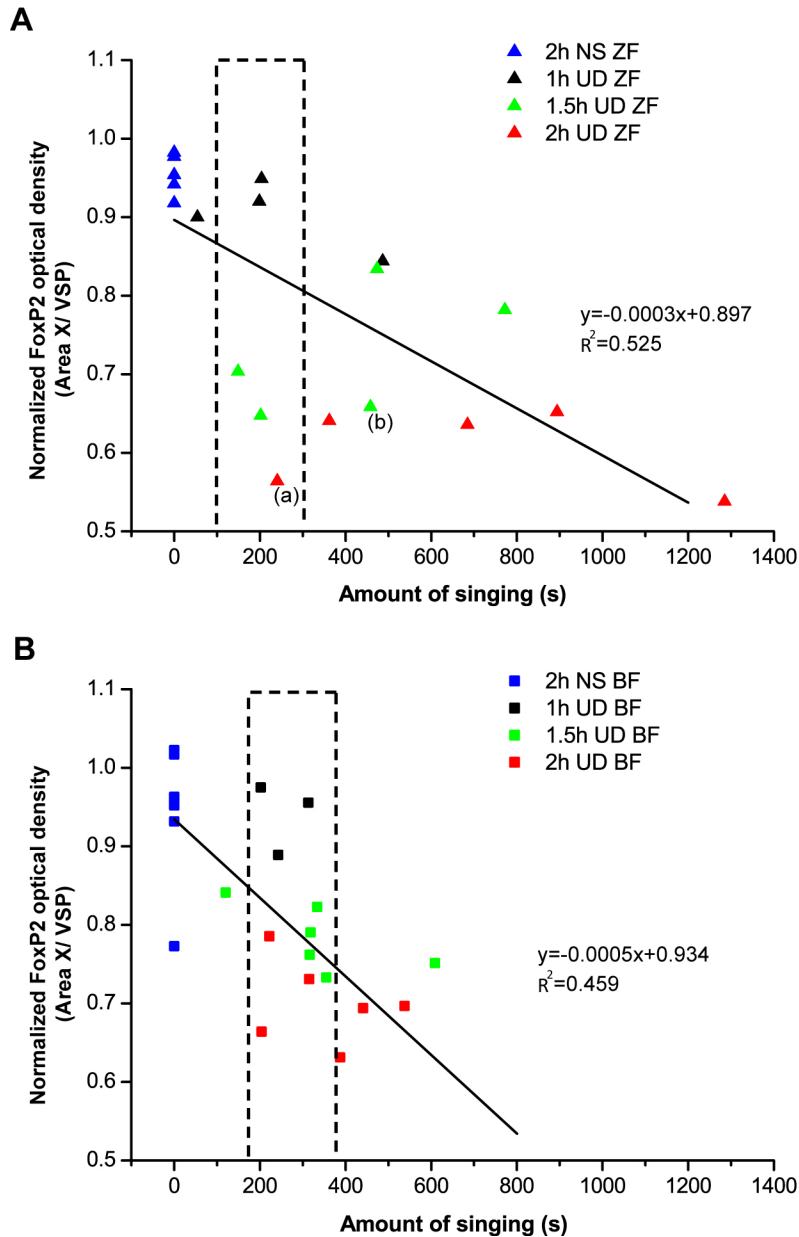 A
2h NS ZF
1h UD ZF
1.5h UD ZF
2h UD ZF
1.1
1.0
0.9
0.8
0.7
0.6
0.5
Normalized FoxP2 optical density
(Area X/ VSP)
y=-0.0003x+0.897
R²=0.525
(b)
(a)
0 200 400 600 800 1000 1200 1400
Amount of singing (s)
B
2h NS BF
1h UD BF
1.5h UD BF
2h UD BF
1.1
1.0
0.9
0.8
0.7
0.6
0.5
Normalized FoxP2 optical density
(Area X/ VSP)
y=-0.0005x+0.934
R²=0.459
0 200 400 600 800 1000 1200 1400
Amount of singing (s)